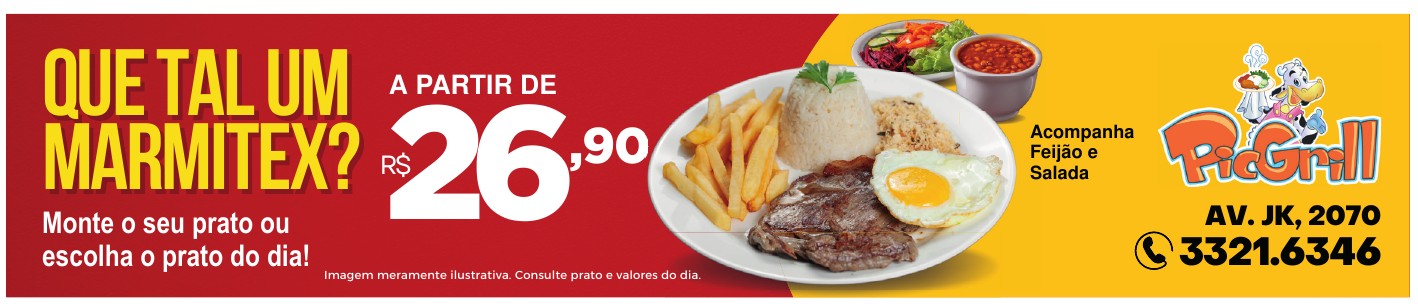 QUE TAL UM
MARMITEX?
Monte o seu prato ou
escolha o prato do dia!
A PARTIR DE
R$26,90
Imagem meramente ilustrativa. Consulte prato e valores do dia.
Acompanha
Feijão e
Salada
PicGrill
AV. JK, 2070
3321.6346